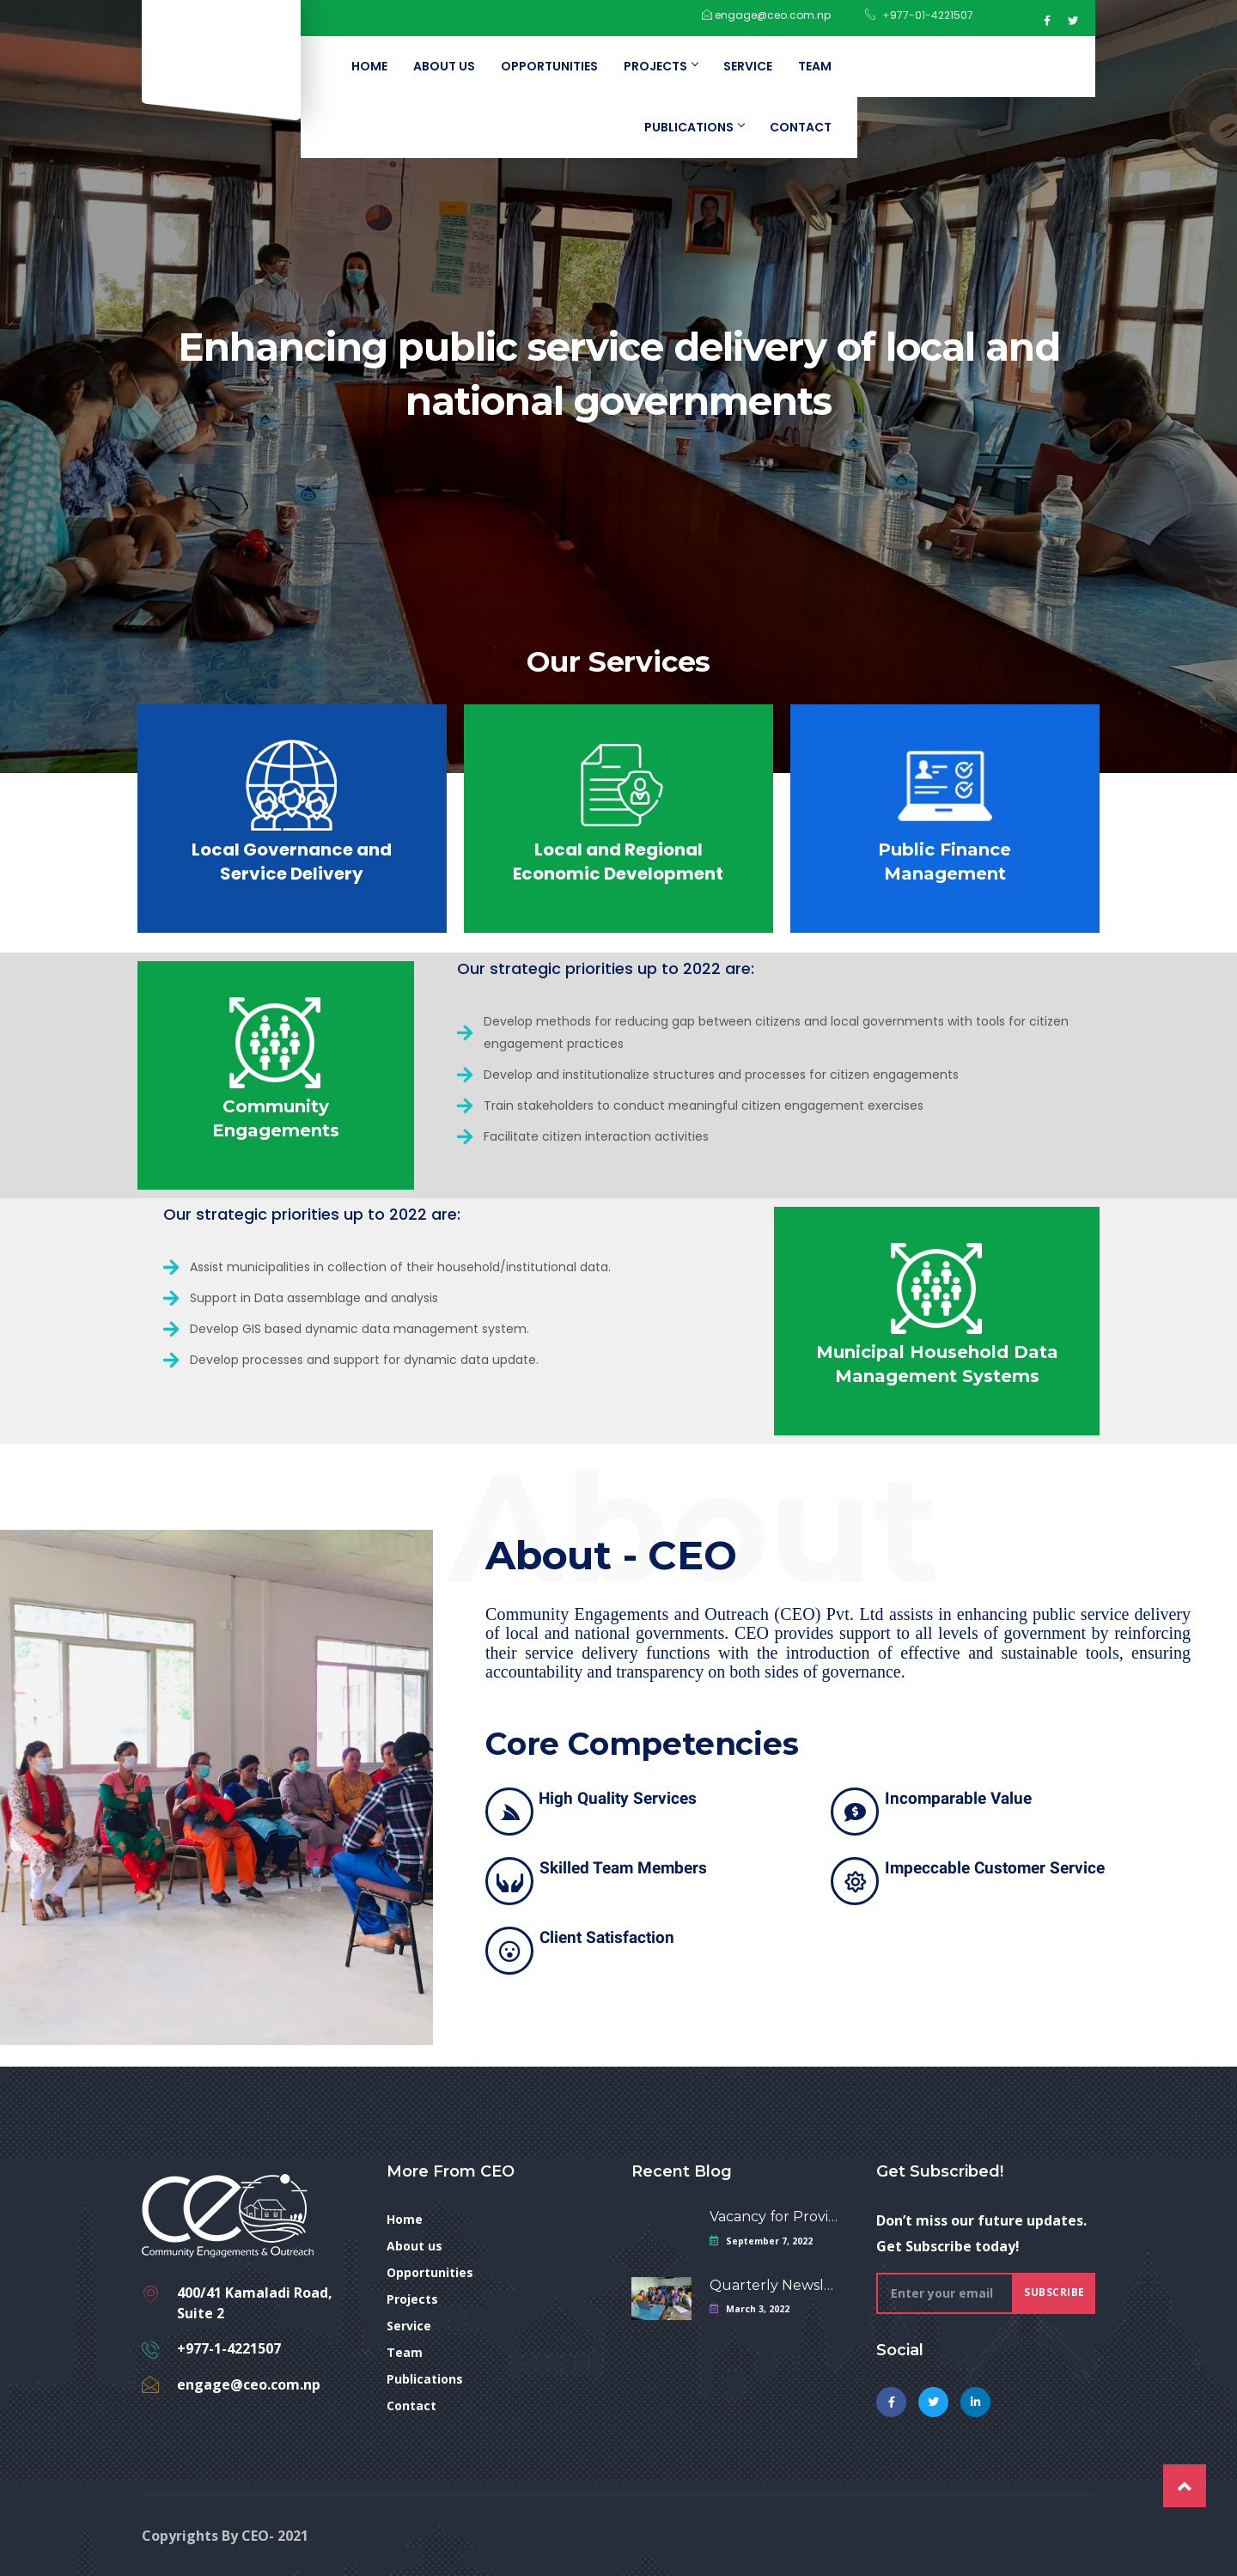 engage@ceo.com.np +977-01-4221507
HOME ABOUT US OPPORTUNITIES PROJECTS SERVICE TEAM
PUBLICATIONS CONTACT
Enhancing public service delivery of local and
national governments
Our Services
Local Governance and
Service Delivery
Local and Regional
Economic Development
Public Finance
Management
Community
Engagements
Our strategic priorities up to 2022 are:
Develop methods for reducing gap between citizens and local governments with tools for citizen
engagement practices
Develop and institutionalize structures and processes for citizen engagements
Train stakeholders to conduct meaningful citizen engagement exercises
Facilitate citizen interaction activities
Our strategic priorities up to 2022 are:
Assist municipalities in collection of their household/institutional data.
Support in Data assemblage and analysis
Develop GIS based dynamic data management system.
Develop processes and support for dynamic data update.
Municipal Household Data
Management Systems
About
About - CEO
Community Engagements and Outreach (CEO) Pvt. Ltd assists in enhancing public service delivery
of local and national governments. CEO provides support to all levels of government by reinforcing
their service delivery functions with the introduction of effective and sustainable tools, ensuring
accountability and transparency on both sides of governance.
Core Competencies
High Quality Services
Incomparable Value
Skilled Team Members
Impeccable Customer Service
Client Satisfaction
CEO
Community Engagements & Outreach
400/41 Kamaladi Road,
Suite 2
+977-1-4221507
engage@ceo.com.np
More From CEO
Home
About us
Opportunities
Projects
Service
Team
Publications
Contact
Recent Blog
Vacancy for Provi...
September 7, 2022
Quarterly Newsl...
March 3, 2022
Get Subscribed!
Don't miss our future updates.
Get Subscribe today!
Enter your email SUBSCRIBE
Social
Copyrights By CEO- 2021